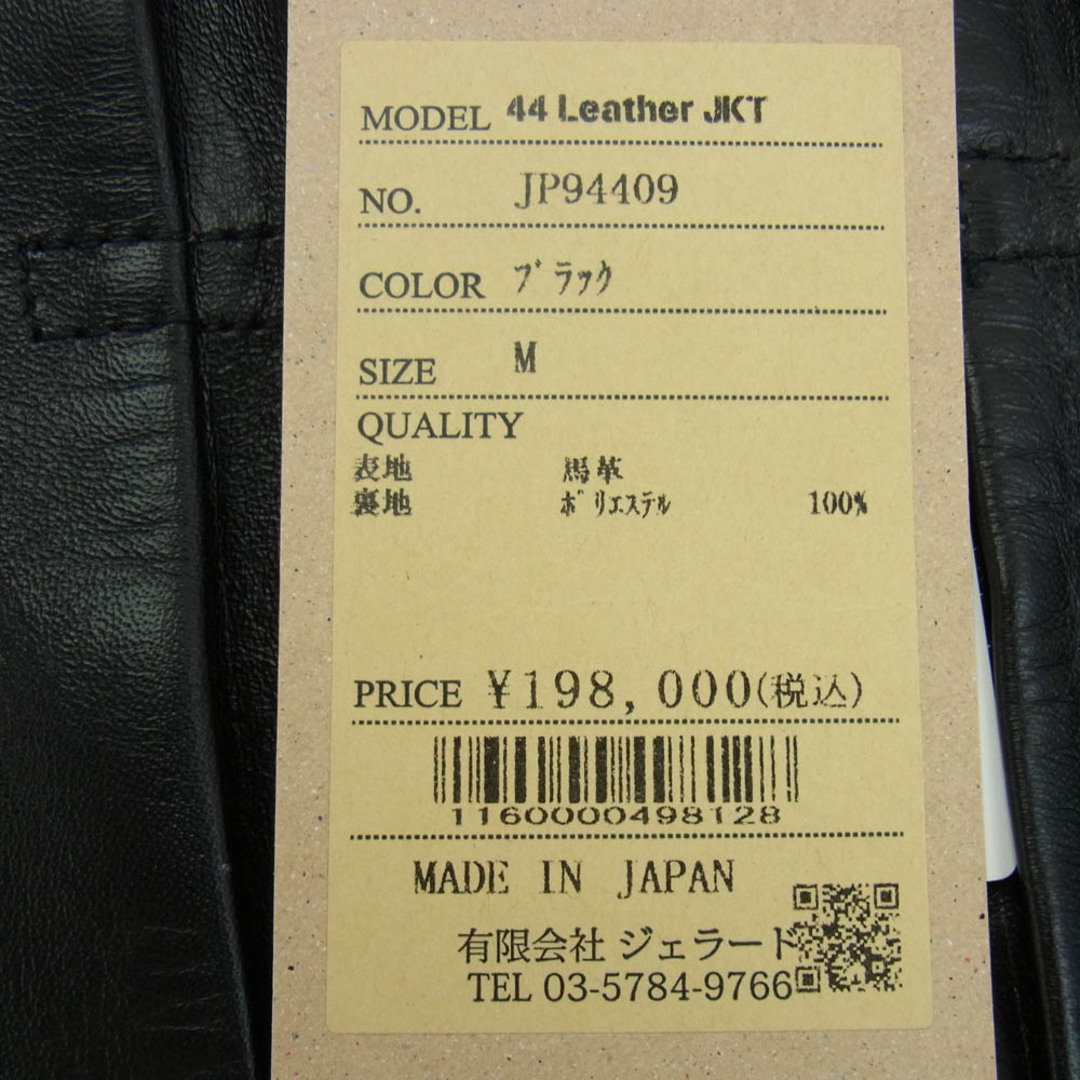 MODEL 44 Leather JKT
NO. JP94409
COLOR ブラック
SIZE M
QUALITY
表地 馬革
裏地 ポリエステル 100%
PRICE ¥198,000(税込)
1160000498128
MADE IN JAPAN
有限会社 ジェラード
TEL 03-5784-9766